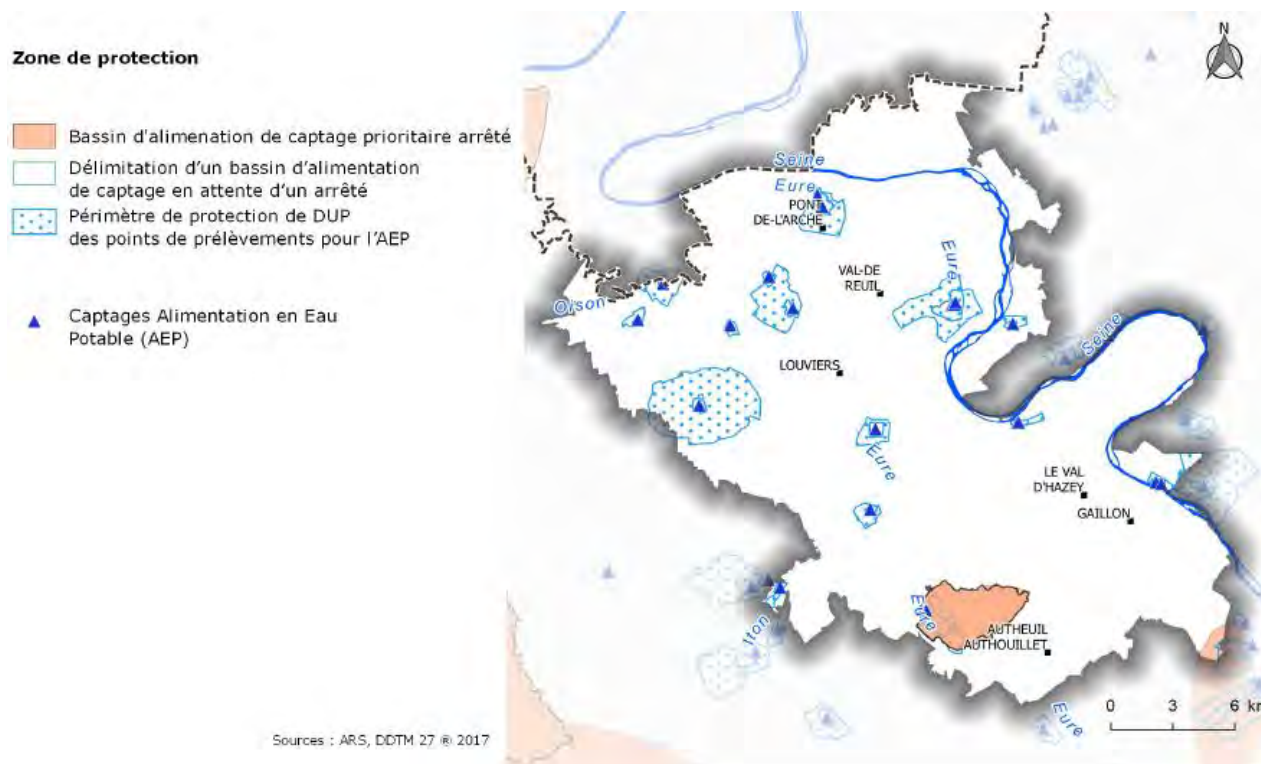 Zone de protection
Bassin d'alimenation de captage prioritaire arrêté
Délimitation d'un bassin d'alimentation
de captage en attente d'un arrêté
Périmètre de protection de DUP
des points de prélèvements pour l'AEP
Captages Alimentation en Eau
Potable (AEP)
Sources : ARS, DDTM 27 ® 2017
N
Seine
Eure
PONT
DE-L'ARCHE
VAL-DE
REUIL
Eure
Oison
Seine
LOUVIERS
Eure
LE VAL
D'HAZEY
GAILLON
Iton
Eure
AUTHEUIL
AUTHOUILLET
Eure
0 3 6 km